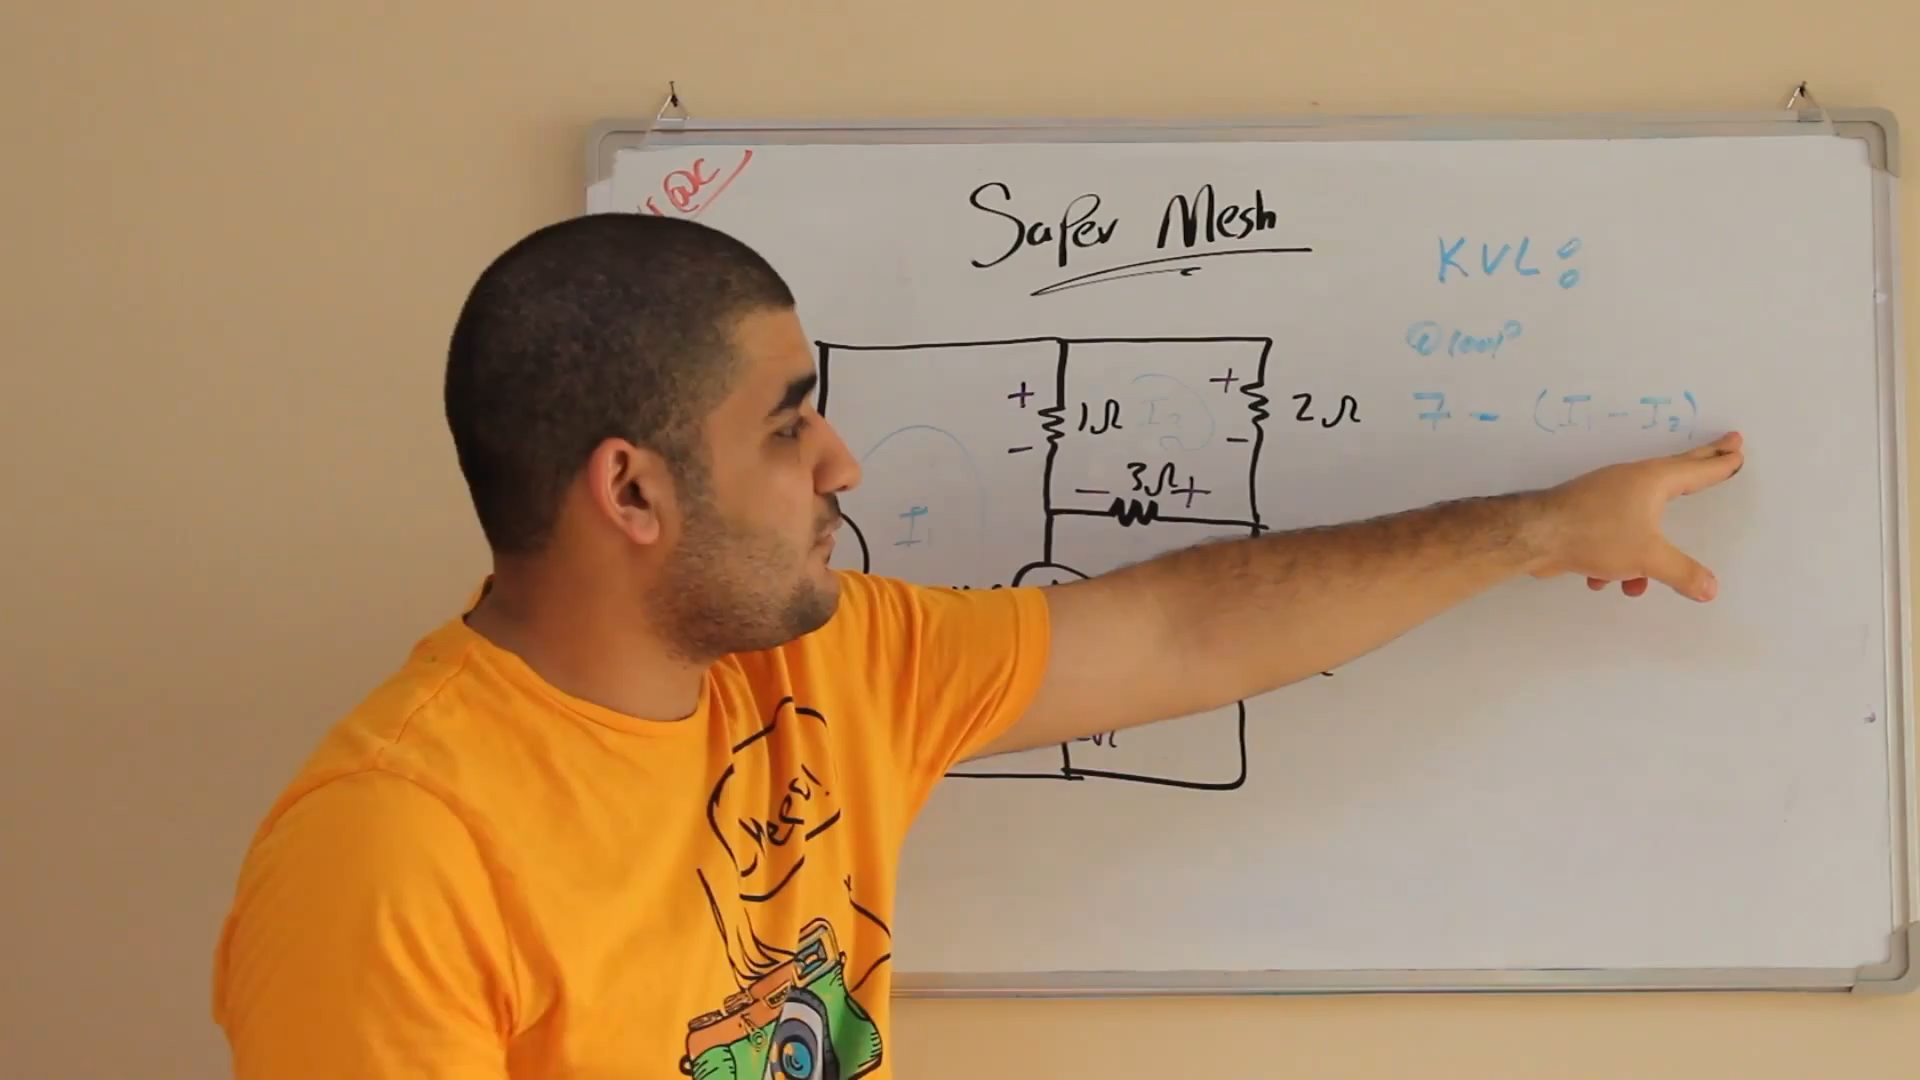 @C
Super Mesh
KVL:
@ loop
7 - (I1 - I2)
+ + 
1Ω I2 2Ω
- -
- 3Ω +
I1